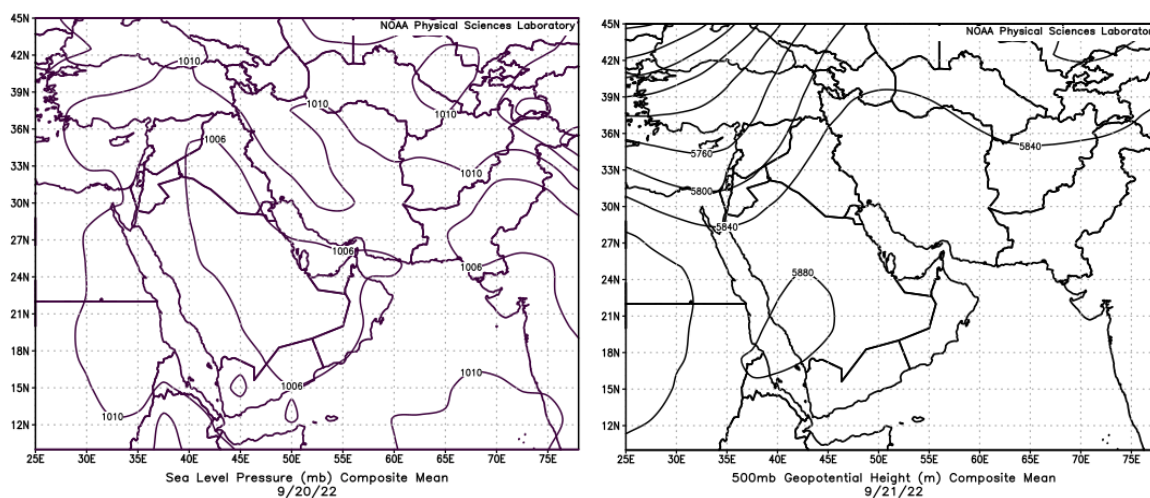 NOAA Physical Sciences Laboratory
45N
42N
39N
36N
33N
30N
27N
24N
21N
18N
15N
12N
1010
1010
1010
1006
1010
1006
1006
1006
1010
1010
25E 30E 35E 40E 45E 50E 55E 60E 65E 70E 75E
Sea Level Pressure (mb) Composite Mean
9/20/22
NOAA Physical Sciences Laborator
45N
42N
39N
36N
33N
30N
27N
24N
21N
18N
15N
12N
5840
5760
5800
5840
5880
25E 30E 35E 40E 45E 50E 55E 60E 65E 70E 75E
500mb Geopotential Height (m) Composite Mean
9/21/22